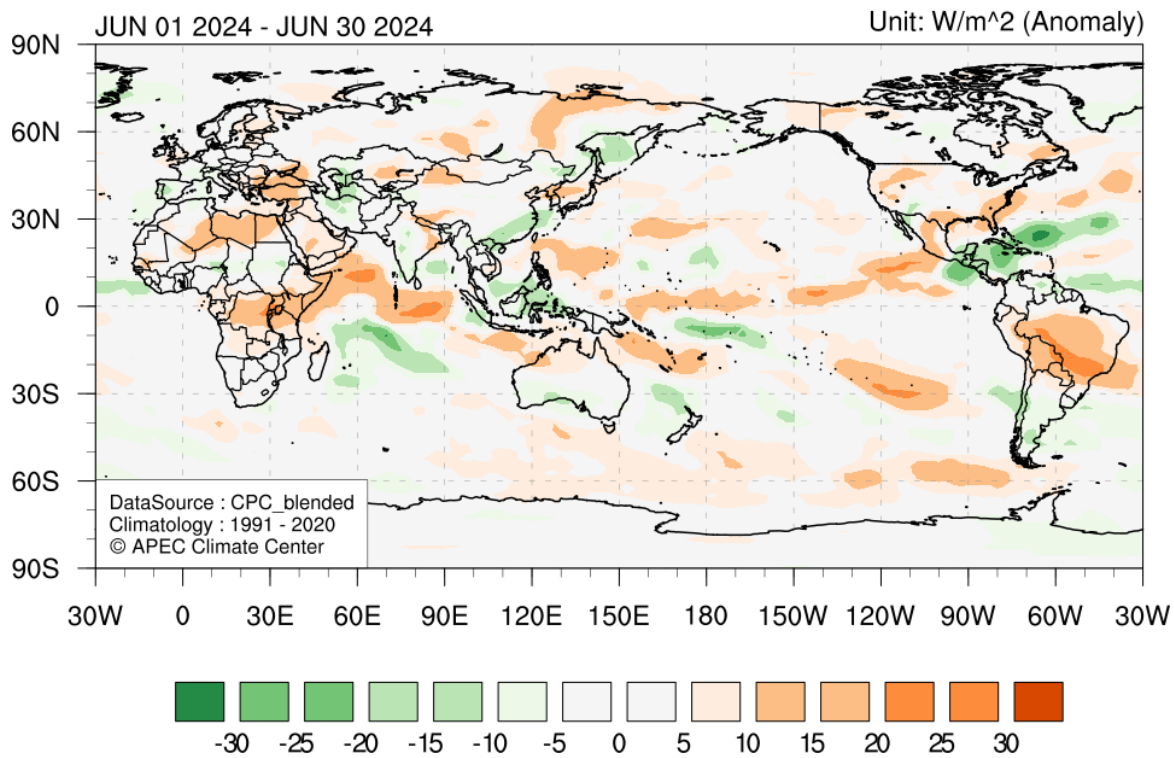 JUN 01 2024 - JUN 30 2024 Unit: W/m^2 (Anomaly)
90N
60N
30N
0
30S
60S
90S
DataSource : CPC_blended
Climatology : 1991 - 2020
© APEC Climate Center
30W 0 30E 60E 90E 120E 150E 180 150W 120W 90W 60W 30W
-30 -25 -20 -15 -10 -5 0 5 10 15 20 25 30